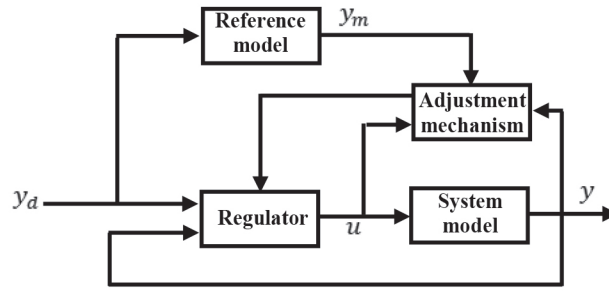 Reference
model
y_m
Adjustment
mechanism
y_d
Regulator
u
System
model
y